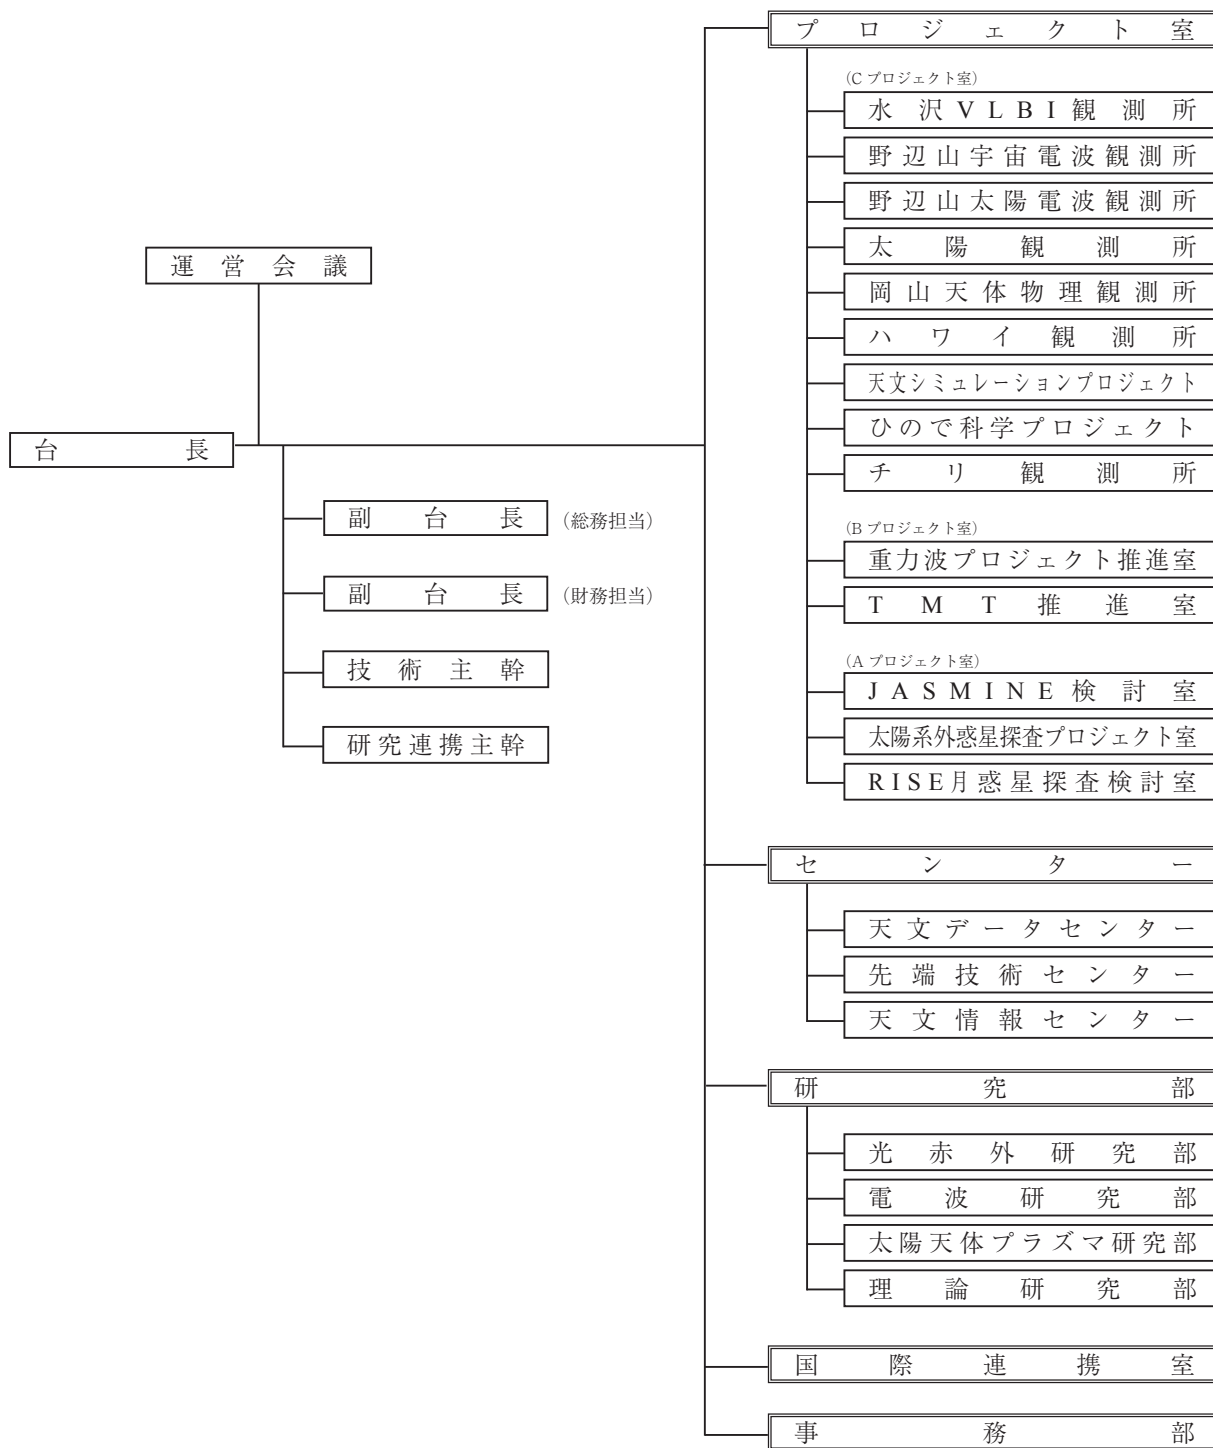 運営会議
台長
副台長 (総務担当)
副台長 (財務担当)
技術主幹
研究連携主幹
プロジェクト室
(C プロジェクト室)
水沢VLBI観測所
野辺山宇宙電波観測所
野辺山太陽電波観測所
太陽観測所
岡山天体物理観測所
ハワイ観測所
天文シミュレーションプロジェクト
ひので科学プロジェクト
チリ観測所
(B プロジェクト室)
重力波プロジェクト推進室
TMT推進室
(A プロジェクト室)
JASMINE検討室
太陽系外惑星探査プロジェクト室
RISE月惑星探査検討室
センター
天文データセンター
先端技術センター
天文情報センター
研究部
光赤外研究部
電波研究部
太陽天体プラズマ研究部
理論研究部
国際連携室
事務部